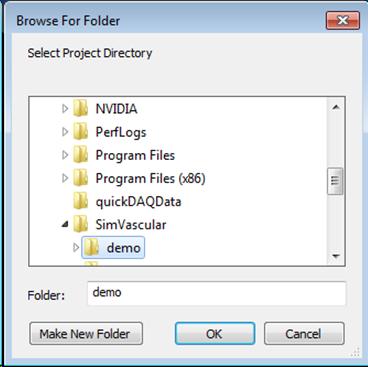 Browse For Folder
Select Project Directory
NVIDIA
PerfLogs
Program Files
Program Files (x86)
quickDAQData
SimVascular
demo
Folder: demo
Make New Folder OK Cancel